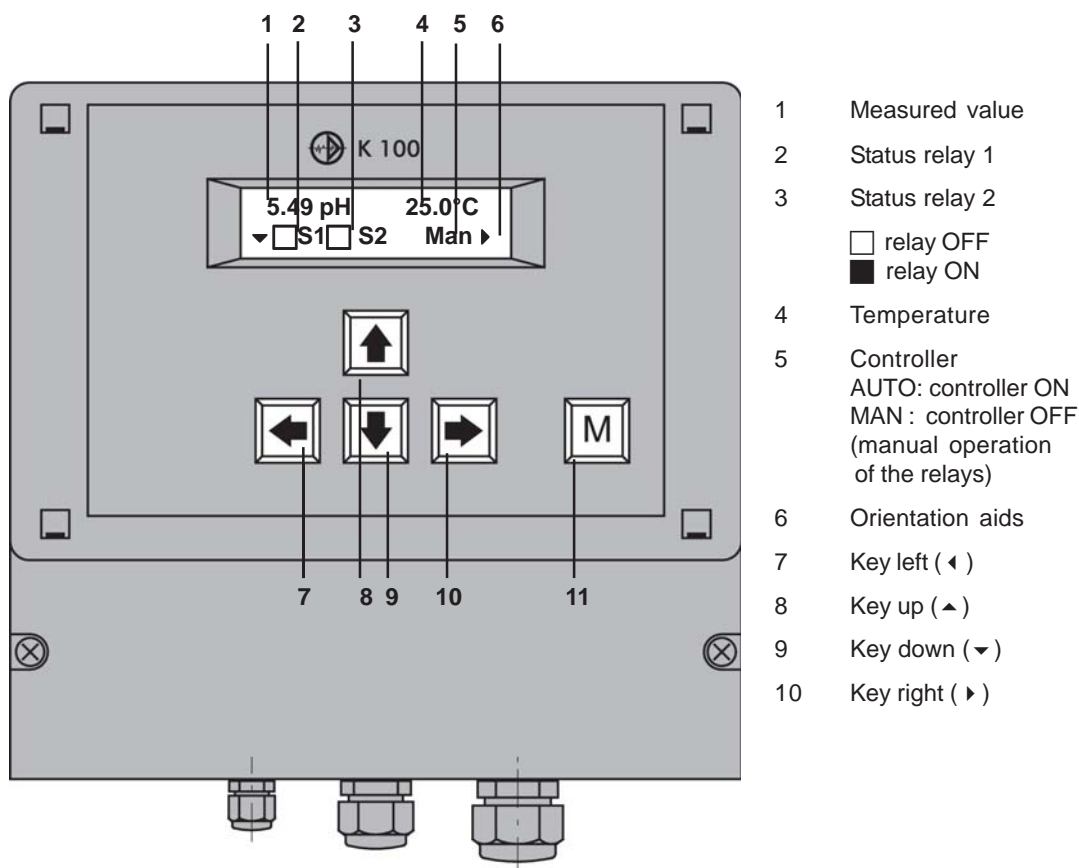 1 2 3 4 5 6
K 100
5.49 pH 25.0°C
▾ □S1□ S2 Man ▸
M
7 8 9 10 11
1 Measured value
2 Status relay 1
3 Status relay 2
□ relay OFF
■ relay ON
4 Temperature
5 Controller
AUTO: controller ON
MAN : controller OFF
(manual operation
of the relays)
6 Orientation aids
7 Key left ( ◂ )
8 Key up ( ▴ )
9 Key down ( ▾ )
10 Key right ( ▸ )